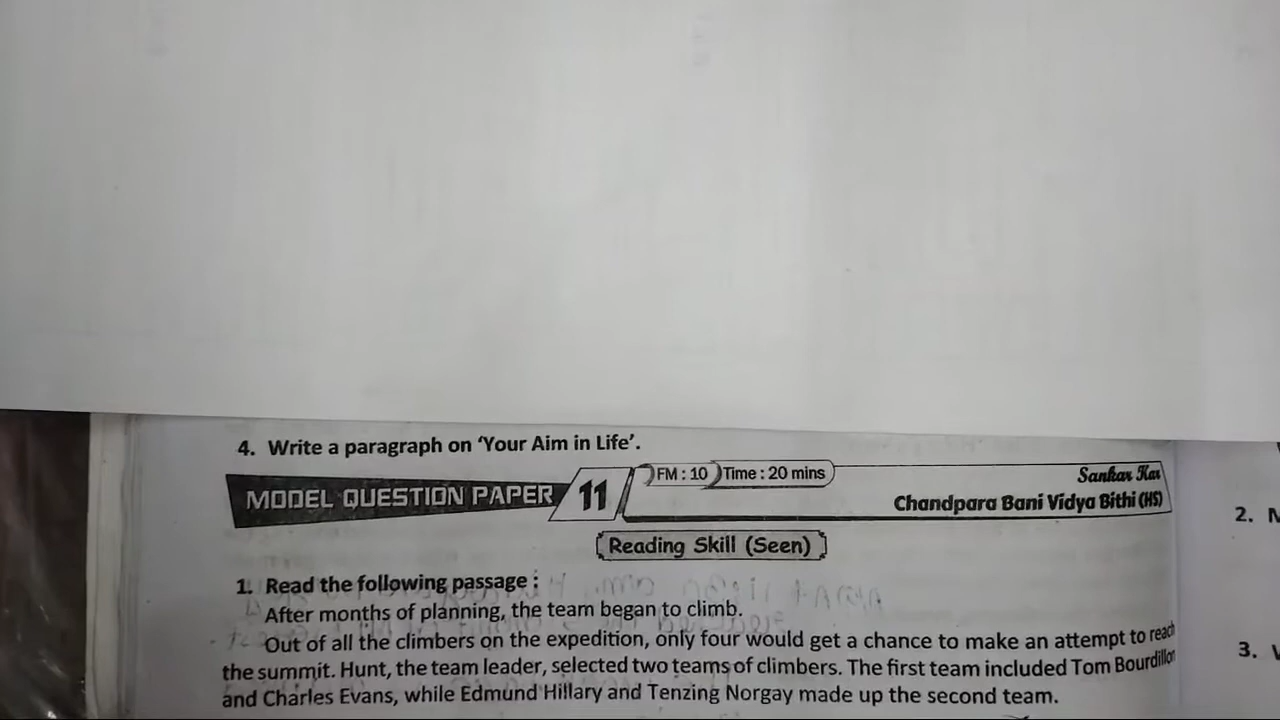 4. Write a paragraph on ‘Your Aim in Life’.
MODEL QUESTION PAPER 11 FM : 10 Time : 20 mins
Sankar Kar
Chandpara Bani Vidya Bithi (HS)
Reading Skill (Seen)
1. Read the following passage :
After months of planning, the team began to climb.
Out of all the climbers on the expedition, only four would get a chance to make an attempt to reach
the summit. Hunt, the team leader, selected two teams of climbers. The first team included Tom Bourdillon
and Charles Evans, while Edmund Hillary and Tenzing Norgay made up the second team.
2.
3.